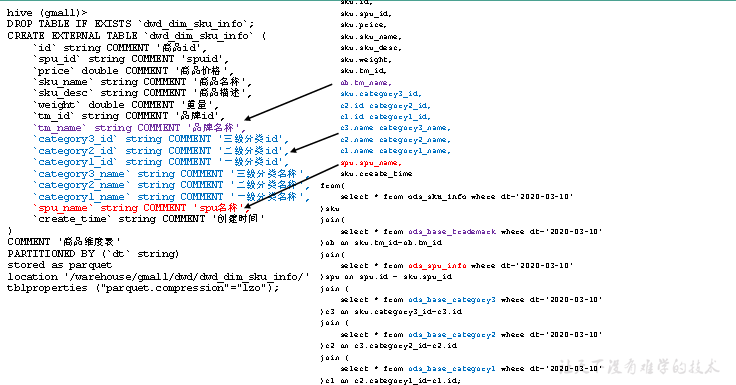 hive (gmall)>
DROP TABLE IF EXISTS `dwd_dim_sku_info`;
CREATE EXTERNAL TABLE `dwd_dim_sku_info` (
`id` string COMMENT '商品id',
`spu_id` string COMMENT 'spuid',
`price` double COMMENT '商品价格',
`sku_name` string COMMENT '商品名称',
`sku_desc` string COMMENT '商品描述',
`weight` double COMMENT '重量',
`tm_id` string COMMENT '品牌id',
`tm_name` string COMMENT '品牌名称',
`category3_id` string COMMENT '三级分类id',
`category2_id` string COMMENT '二级分类id',
`category1_id` string COMMENT '一级分类id',
`category3_name` string COMMENT '三级分类名称',
`category2_name` string COMMENT '二级分类名称',
`category1_name` string COMMENT '一级分类名称',
`spu_name` string COMMENT 'spu名称',
`create_time` string COMMENT '创建时间'
)
COMMENT '商品维度表'
PARTITIONED BY (`dt` string)
stored as parquet
location '/warehouse/gmall/dwd/dwd_dim_sku_info/'
tblproperties ("parquet.compression"="lzo");
sku.id,
sku.spu_id,
sku.price,
sku.sku_name,
sku.sku_desc,
sku.weight,
sku.tm_id,
ob.tm_name,
sku.category3_id,
c2.id category2_id,
c1.id category1_id,
c3.name category3_name,
c2.name category2_name,
c1.name category1_name,
spu.spu_name,
sku.create_time
from(
select * from ods_sku_info where dt='2020-03-10'
)sku
join(
select * from ods_base_trademark where dt='2020-03-10'
)ob on sku.tm_id=ob.tm_id
join(
select * from ods_spu_info where dt='2020-03-10'
)spu on spu.id = sku.spu_id
join (
select * from ods_base_category3 where dt='2020-03-10'
)c3 on sku.category3_id=c3.id
join (
select * from ods_base_category2 where dt='2020-03-10'
)c2 on c3.category2_id=c2.id
join (
select * from ods_base_category1 where dt='2020-03-10'
)c1 on c2.category1_id=c1.id;